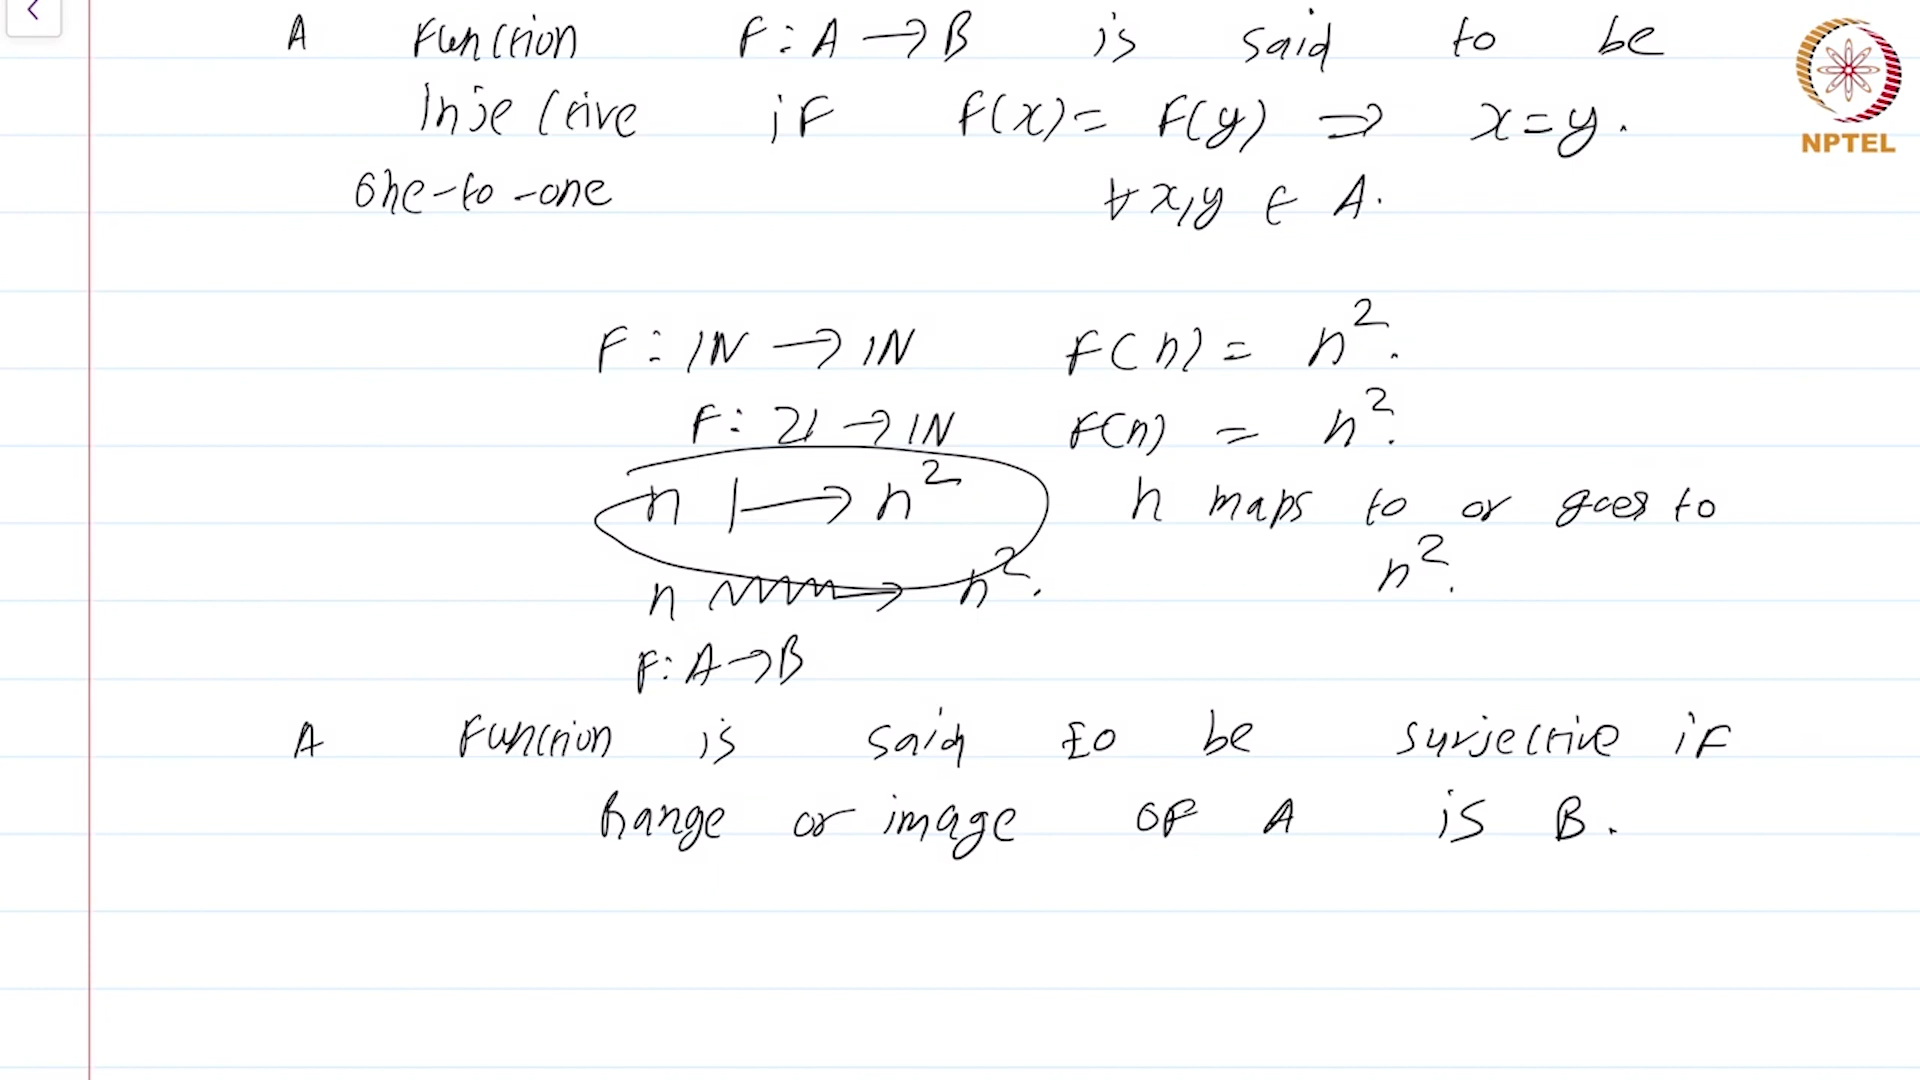 A Function F : A → B is said to be
Injective if F(x) = F(y) ⇒ x = y.
one-to-one ∀ x, y ∈ A.
NPTEL
F : ℕ → ℕ F(n) = n².
F : ℤ → ℕ F(n) = n².
n ↦ n² n maps to or goes to
n².
n ⇝ n².
F : A → B
A Function is said to be surjective if
Range or image of A is B.